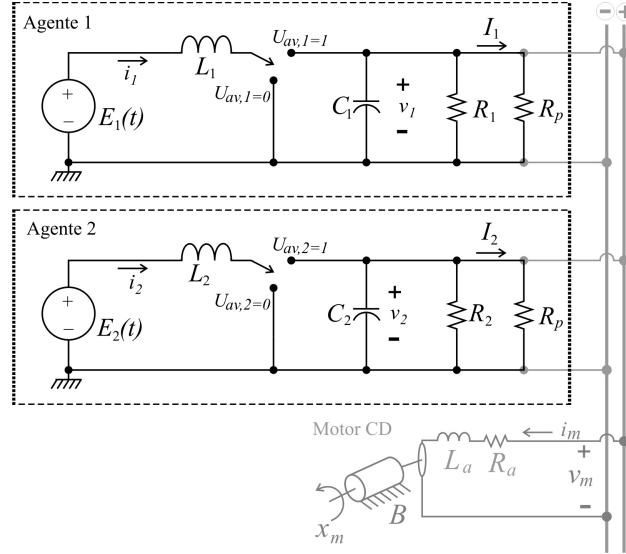 Agente 1
− +
U_{av,1=1}
I_1
i_1
L_1
U_{av,1=0}
+
−
E_1(t)
C_1
+
v_1
−
R_1
R_p
Agente 2
U_{av,2=1}
I_2
i_2
L_2
U_{av,2=0}
+
−
E_2(t)
C_2
+
v_2
−
R_2
R_p
Motor CD
i_m
L_a
R_a
+
v_m
−
B
x_m